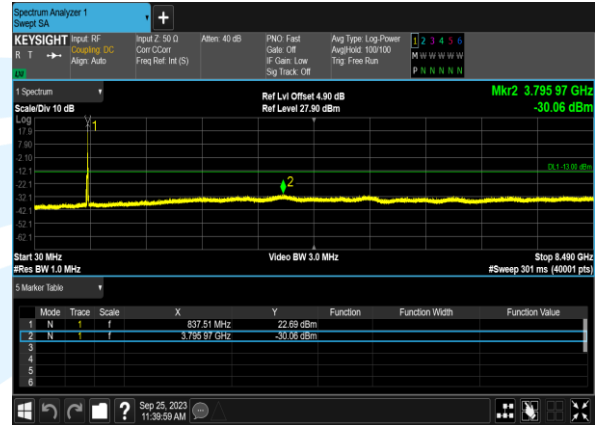 Spectrum Analyzer 1
Swept SA
+
KEYSIGHT Input: RF Input Z: 50 Ω Atten: 40 dB PNO: Fast Avg Type: Log-Power 1 2 3 4 5 6
R T Coupling: DC Corr CCorr Gate: Off Avg|Hold: 100/100 M W W W W W
Align: Auto Freq Ref: Int (S) IF Gain: Low Trig: Free Run
LXI Sig Track: Off P N N N N N
1 Spectrum Ref Lvl Offset 4.90 dB Mkr2 3.795 97 GHz
Scale/Div 10 dB Ref Level 27.90 dBm -30.06 dBm
Log
17.9 1
7.90
-2.10
-12.1 DL1 -13.00 dBm
-22.1 2
-32.1
-42.1
-52.1
-62.1
Start 30 MHz Video BW 3.0 MHz Stop 8.490 GHz
#Res BW 1.0 MHz #Sweep 301 ms (40001 pts)
5 Marker Table
Mode Trace Scale X Y Function Function Width Function Value
1 N 1 f 837.51 MHz 22.69 dBm
2 N 1 f 3.795 97 GHz -30.06 dBm
3
4
5
6
? Sep 25, 2023
11:39:59 AM